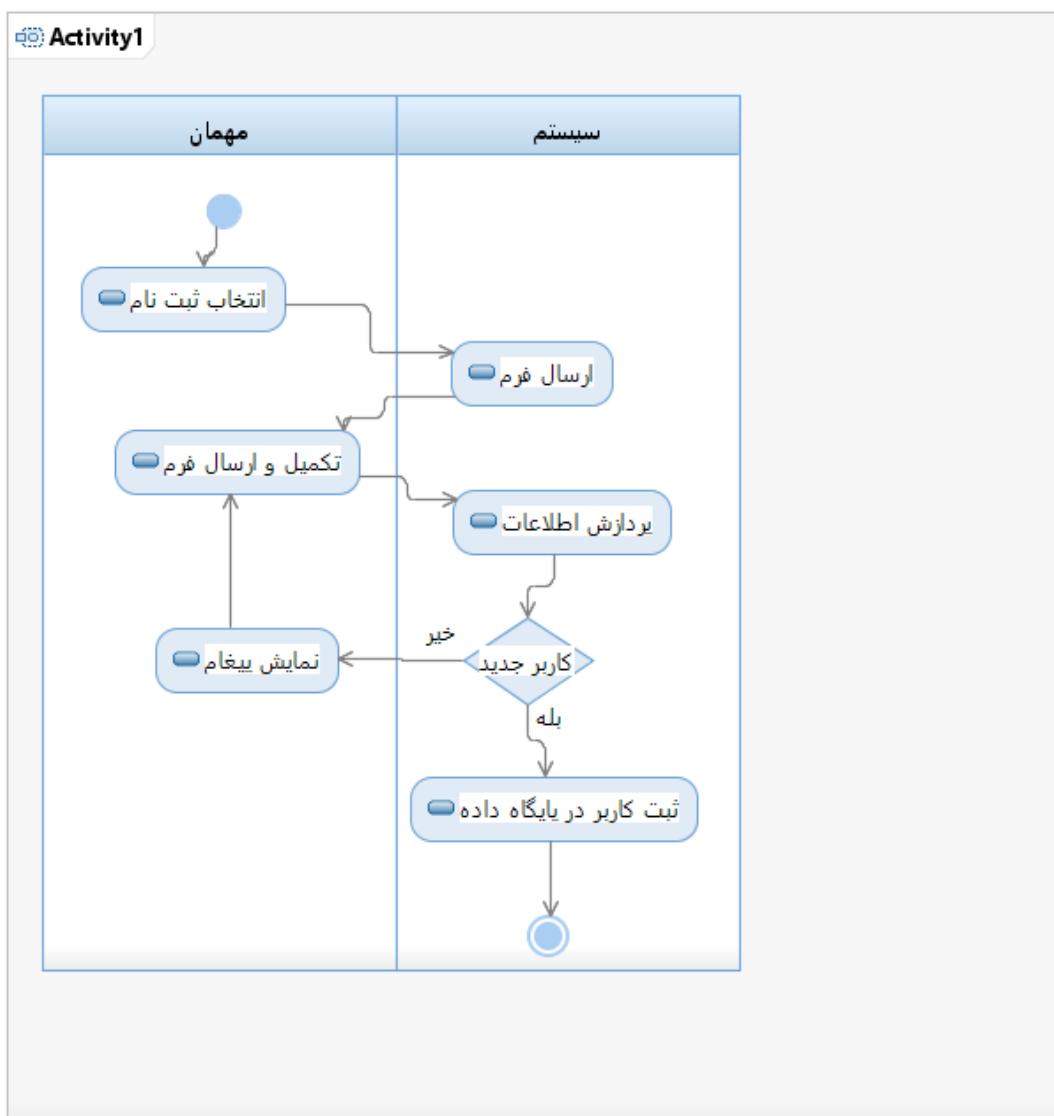 Activity1
مهمان
سیستم
انتخاب ثبت نام
ارسال فرم
تکمیل و ارسال فرم
پردازش اطلاعات
خیر
کاربر جدید
نمایش پیغام
بله
ثبت کاربر در پایگاه داده